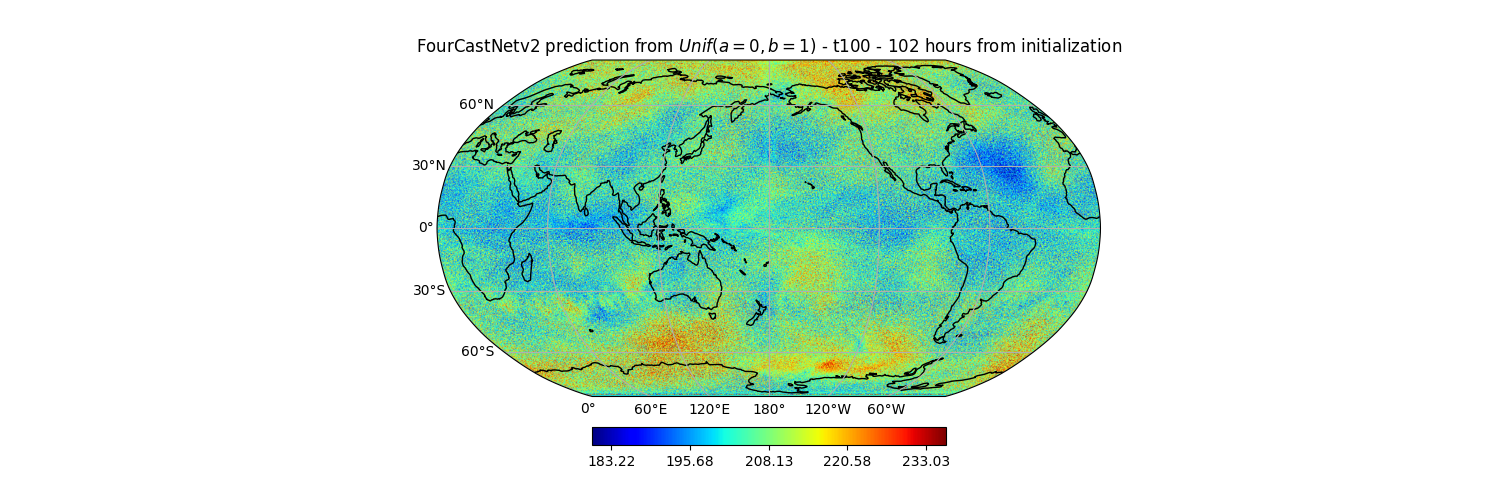 FourCastNetv2 prediction from Unif(a = 0, b = 1) - t100 - 102 hours from initialization
60°N
30°N
0°
30°S
60°S
0° 60°E 120°E 180° 120°W 60°W
183.22 195.68 208.13 220.58 233.03